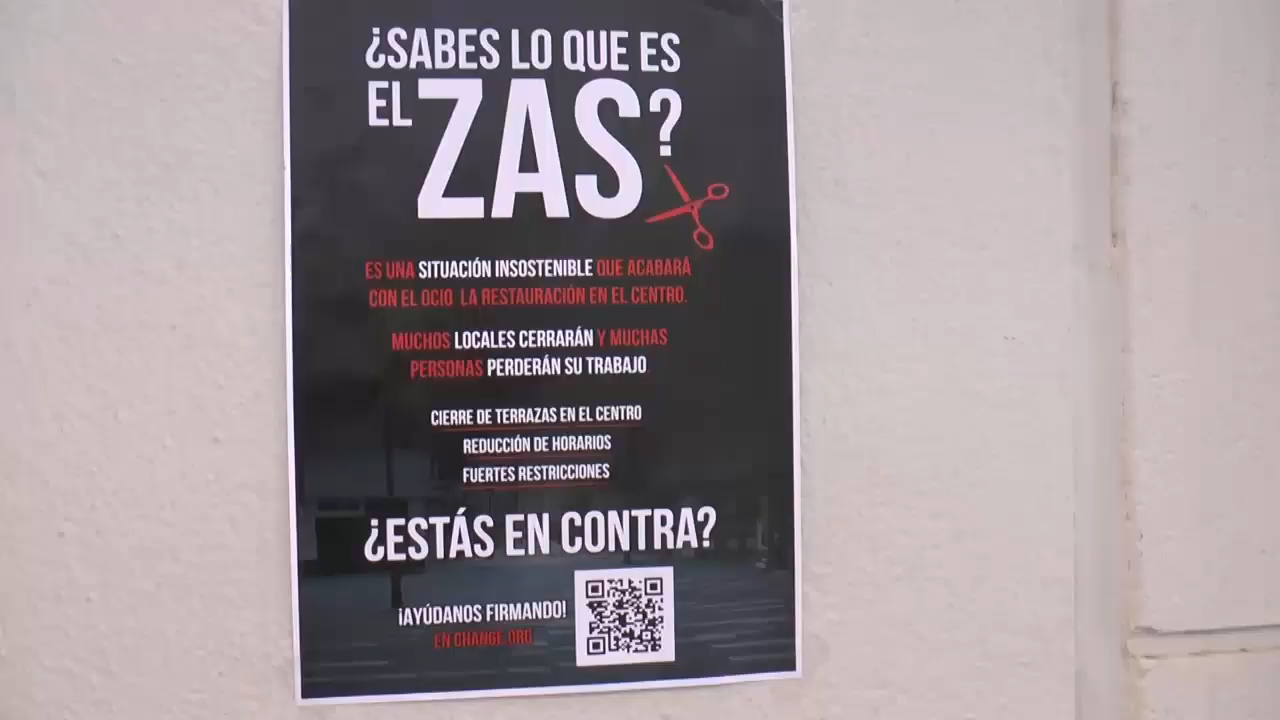 ¿SABES LO QUE ES
EL ZAS?
ES UNA SITUACIÓN INSOSTENIBLE QUE ACABARÁ
CON EL OCIO LA RESTAURACIÓN EN EL CENTRO.
MUCHOS LOCALES CERRARÁN Y MUCHAS
PERSONAS PERDERÁN SU TRABAJO
CIERRE DE TERRAZAS EN EL CENTRO
REDUCCIÓN DE HORARIOS
FUERTES RESTRICCIONES
¿ESTÁS EN CONTRA?
¡AYÚDANOS FIRMANDO!
EN CHANGE.ORG